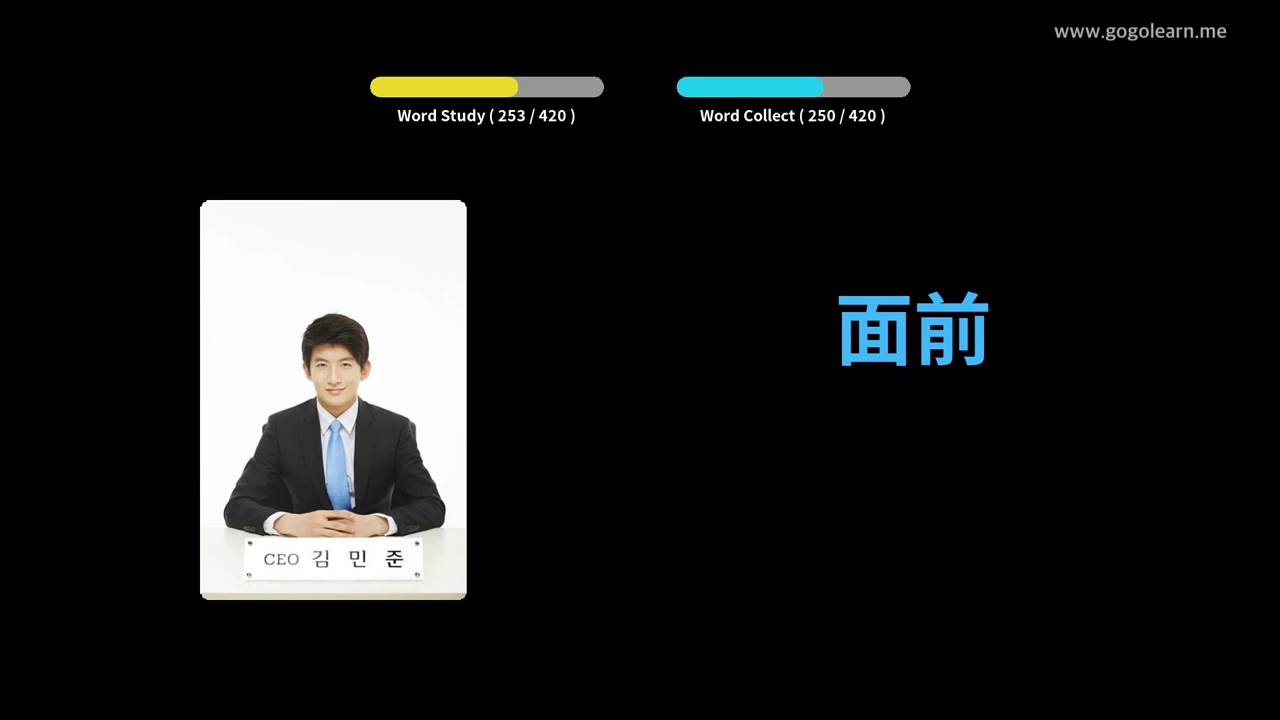 www.gogolearn.me
Word Study ( 253 / 420 )
Word Collect ( 250 / 420 )
面前
CEO 김 민 준